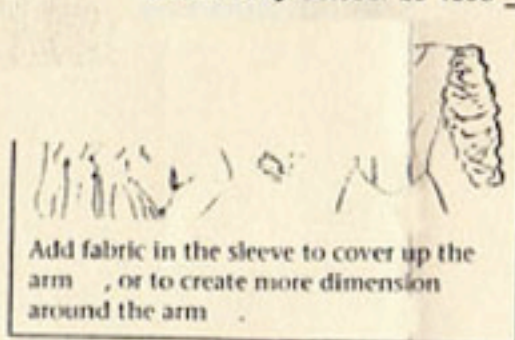 Add fabric in the sleeve to cover up the
arm , or to create more dimension
around the arm .